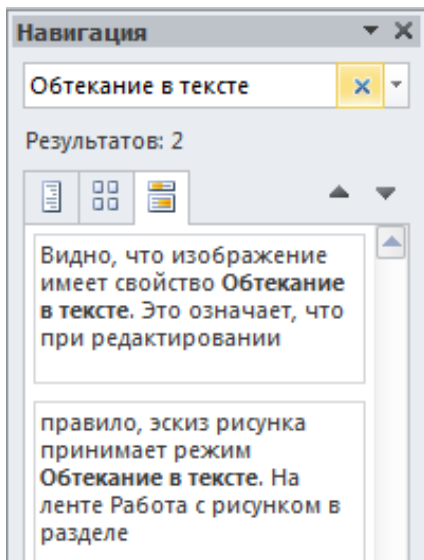 Навигация
Обтекание в тексте
Результатов: 2
Видно, что изображение
имеет свойство Обтекание
в тексте. Это означает, что
при редактировании
правило, эскиз рисунка
принимает режим
Обтекание в тексте. На
ленте Работа с рисунком в
разделе